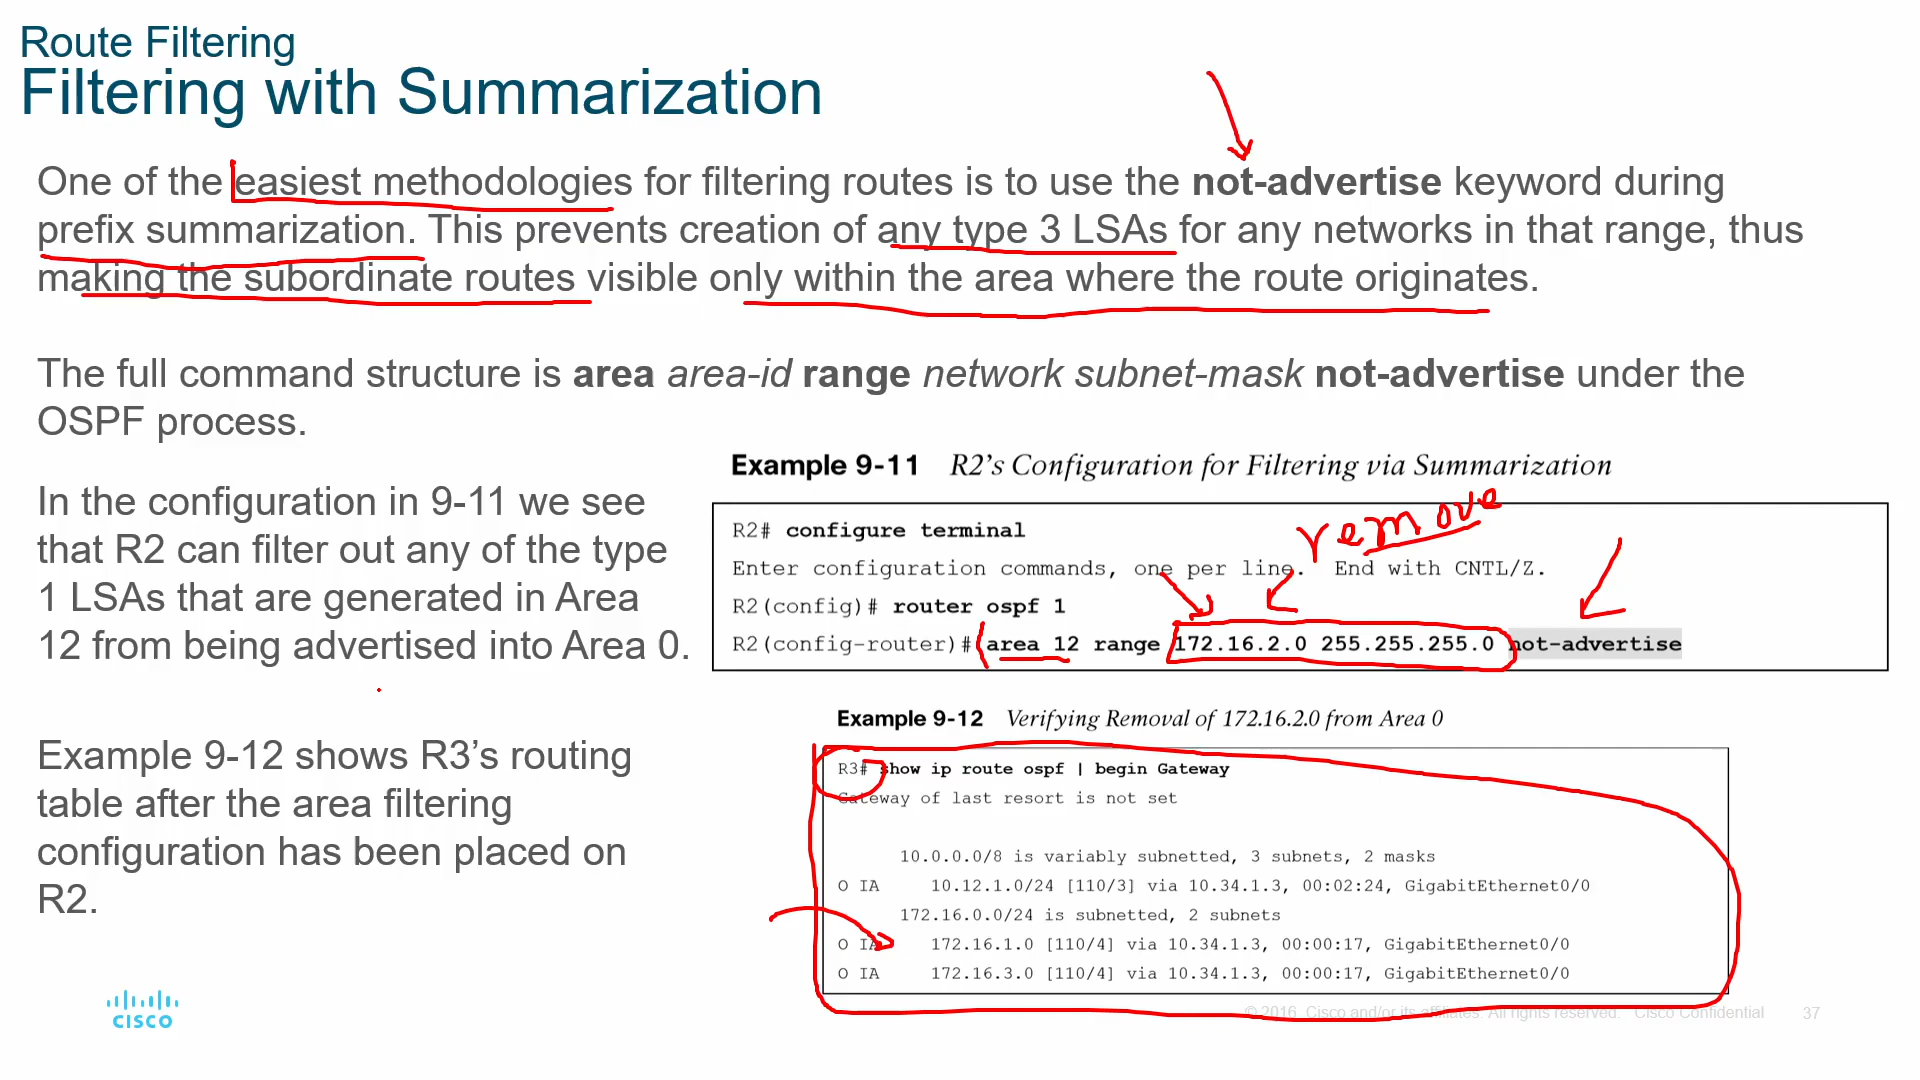 Route Filtering
Filtering with Summarization
One of the easiest methodologies for filtering routes is to use the not-advertise keyword during
prefix summarization. This prevents creation of any type 3 LSAs for any networks in that range, thus
making the subordinate routes visible only within the area where the route originates.
The full command structure is area area-id range network subnet-mask not-advertise under the
OSPF process.
In the configuration in 9-11 we see
that R2 can filter out any of the type
1 LSAs that are generated in Area
12 from being advertised into Area 0.
Example 9-12 shows R3’s routing
table after the area filtering
configuration has been placed on
R2.
Example 9-11 R2’s Configuration for Filtering via Summarization
remove
R2# configure terminal
Enter configuration commands, one per line. End with CNTL/Z.
R2(config)# router ospf 1
R2(config-router)# area 12 range 172.16.2.0 255.255.255.0 not-advertise
Example 9-12 Verifying Removal of 172.16.2.0 from Area 0
R3# show ip route ospf | begin Gateway
Gateway of last resort is not set
10.0.0.0/8 is variably subnetted, 3 subnets, 2 masks
O IA 10.12.1.0/24 [110/3] via 10.34.1.3, 00:02:24, GigabitEthernet0/0
172.16.0.0/24 is subnetted, 2 subnets
O IA 172.16.1.0 [110/4] via 10.34.1.3, 00:00:17, GigabitEthernet0/0
O IA 172.16.3.0 [110/4] via 10.34.1.3, 00:00:17, GigabitEthernet0/0
CISCO
© 2016 Cisco and/or its affiliates. All rights reserved. Cisco Confidential
37